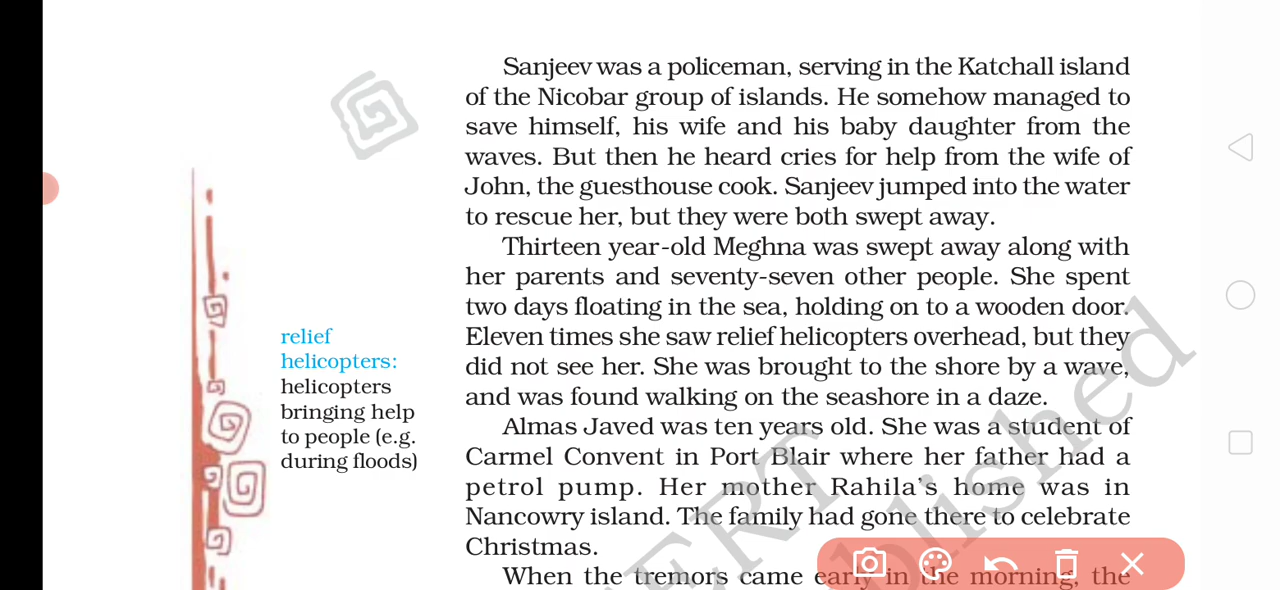 Sanjeev was a policeman, serving in the Katchall island
of the Nicobar group of islands. He somehow managed to
save himself, his wife and his baby daughter from the
waves. But then he heard cries for help from the wife of
John, the guesthouse cook. Sanjeev jumped into the water
to rescue her, but they were both swept away.
Thirteen year-old Meghna was swept away along with
her parents and seventy-seven other people. She spent
two days floating in the sea, holding on to a wooden door.
Eleven times she saw relief helicopters overhead, but they
did not see her. She was brought to the shore by a wave,
and was found walking on the seashore in a daze.
Almas Javed was ten years old. She was a student of
Carmel Convent in Port Blair where her father had a
petrol pump. Her mother Rahila's home was in
Nancowry island. The family had gone there to celebrate
Christmas.
When the tremors came early in the morning, the
relief
helicopters:
helicopters
bringing help
to people (e.g.
during floods)